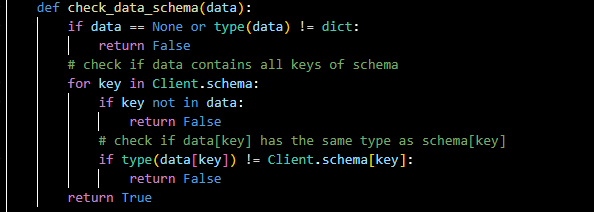 def check_data_schema(data):
    if data == None or type(data) != dict:
        return False
    # check if data contains all keys of schema
    for key in Client.schema:
        if key not in data:
            return False
        # check if data[key] has the same type as schema[key]
        if type(data[key]) != Client.schema[key]:
            return False
    return True